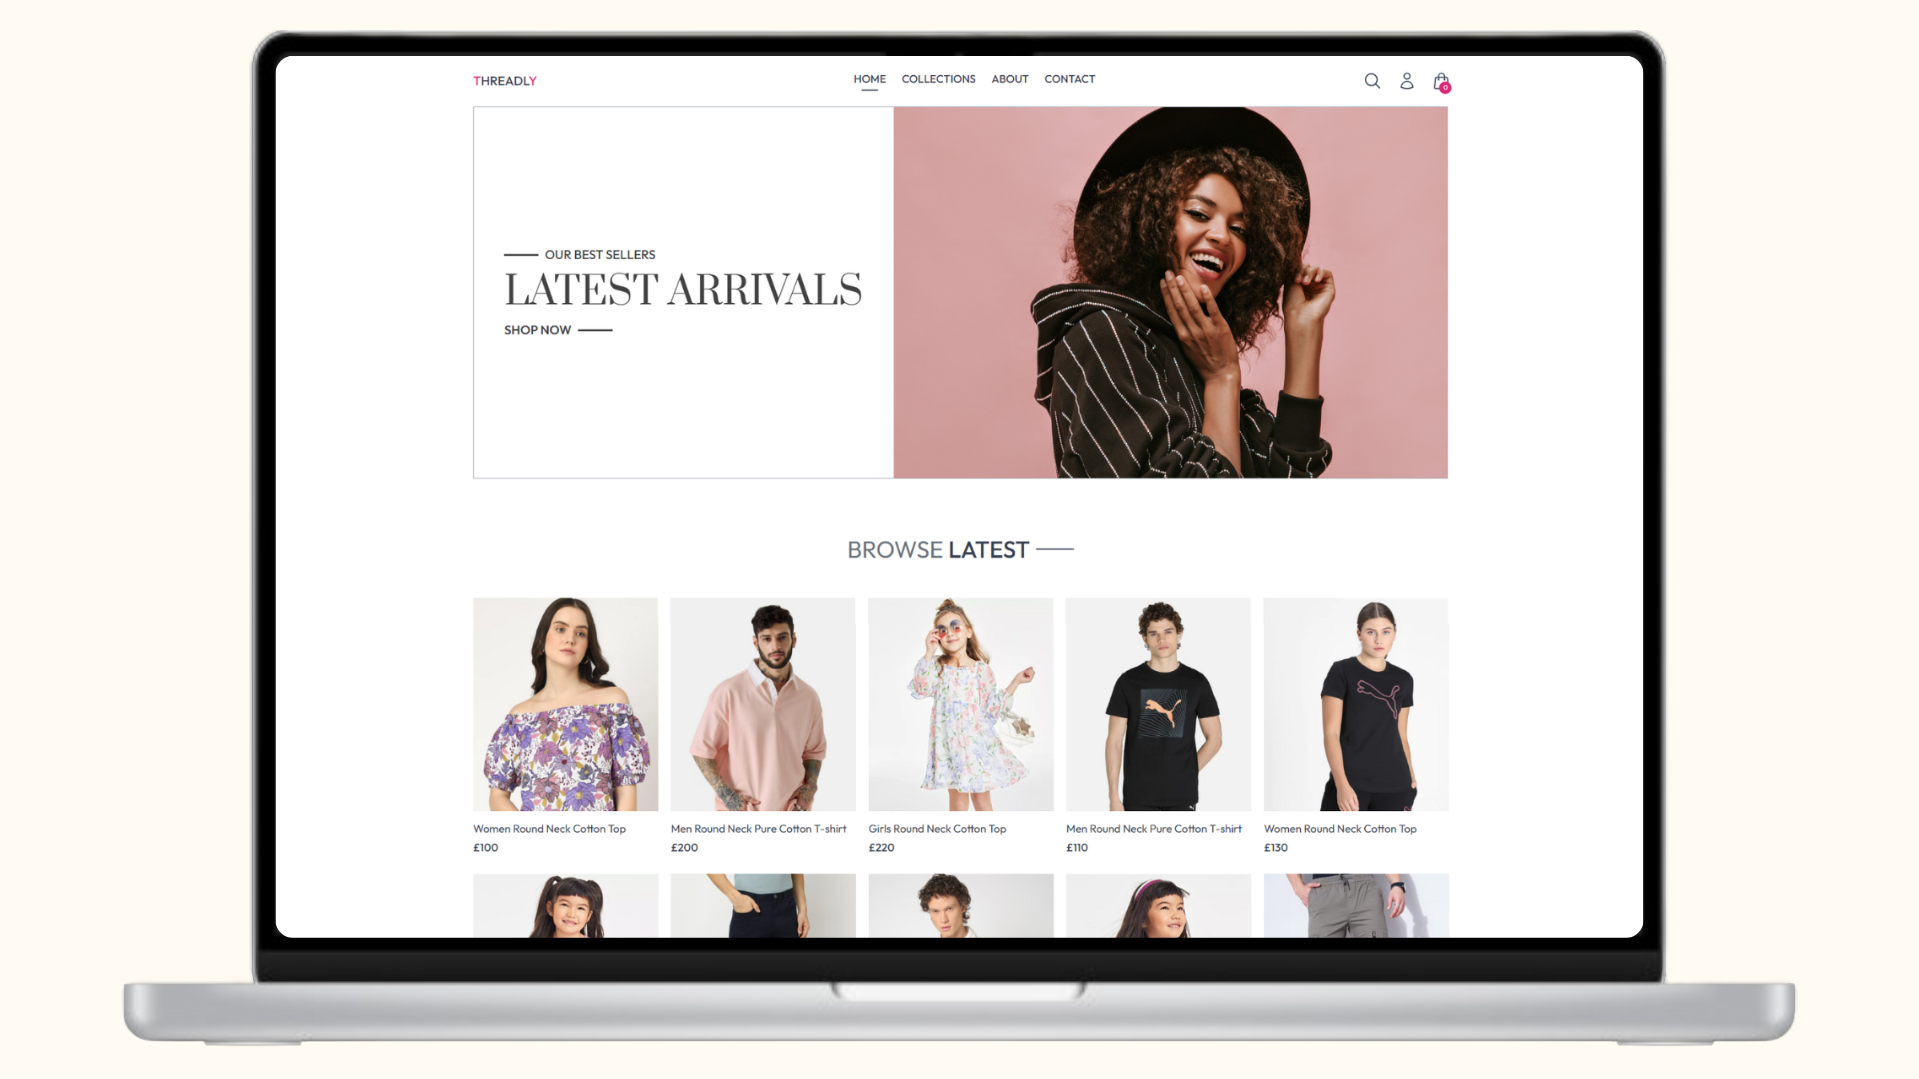 THREADLY
HOME COLLECTIONS ABOUT CONTACT
0
OUR BEST SELLERS
LATEST ARRIVALS
SHOP NOW
BROWSE LATEST
Women Round Neck Cotton Top
£100
Men Round Neck Pure Cotton T-shirt
£200
Girls Round Neck Cotton Top
£220
Men Round Neck Pure Cotton T-shirt
£110
Women Round Neck Cotton Top
£130